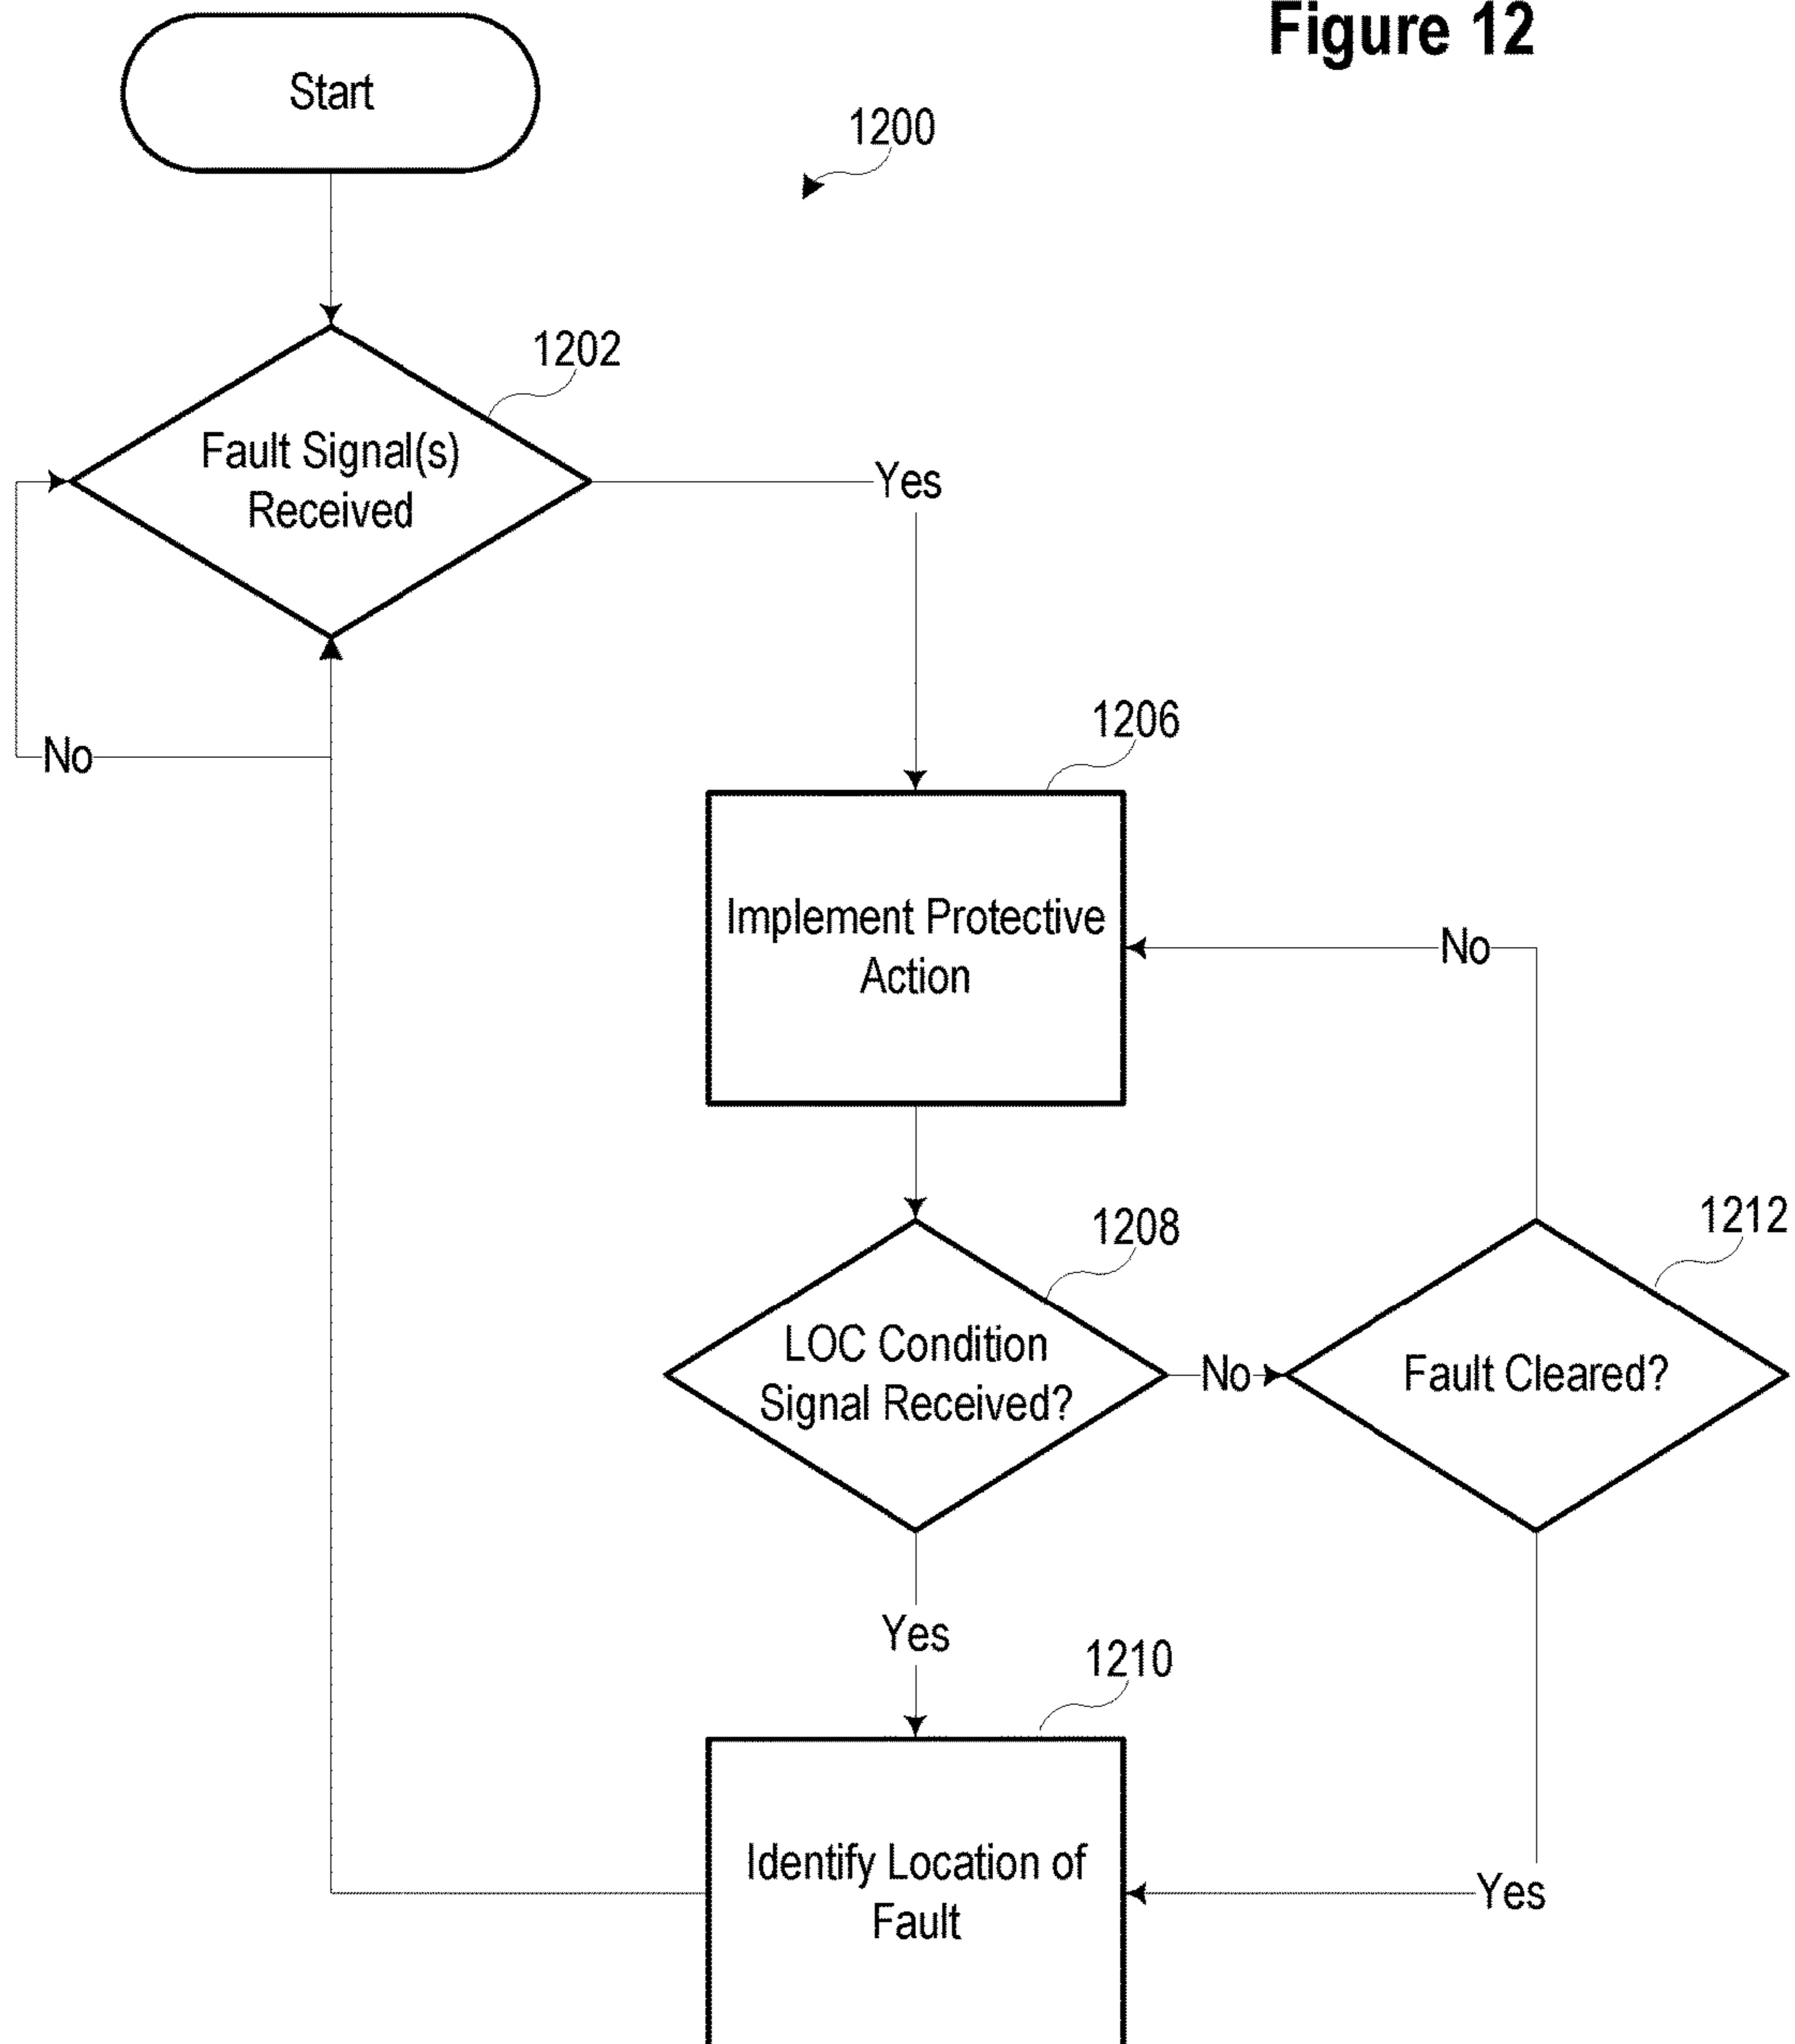 Figure 12
Start
1200
1202
Fault Signal(s)
Received
Yes
No
1206
Implement Protective
Action
No
1208
1212
LOC Condition
Signal Received?
No
Fault Cleared?
Yes
1210
Identify Location of
Fault
Yes